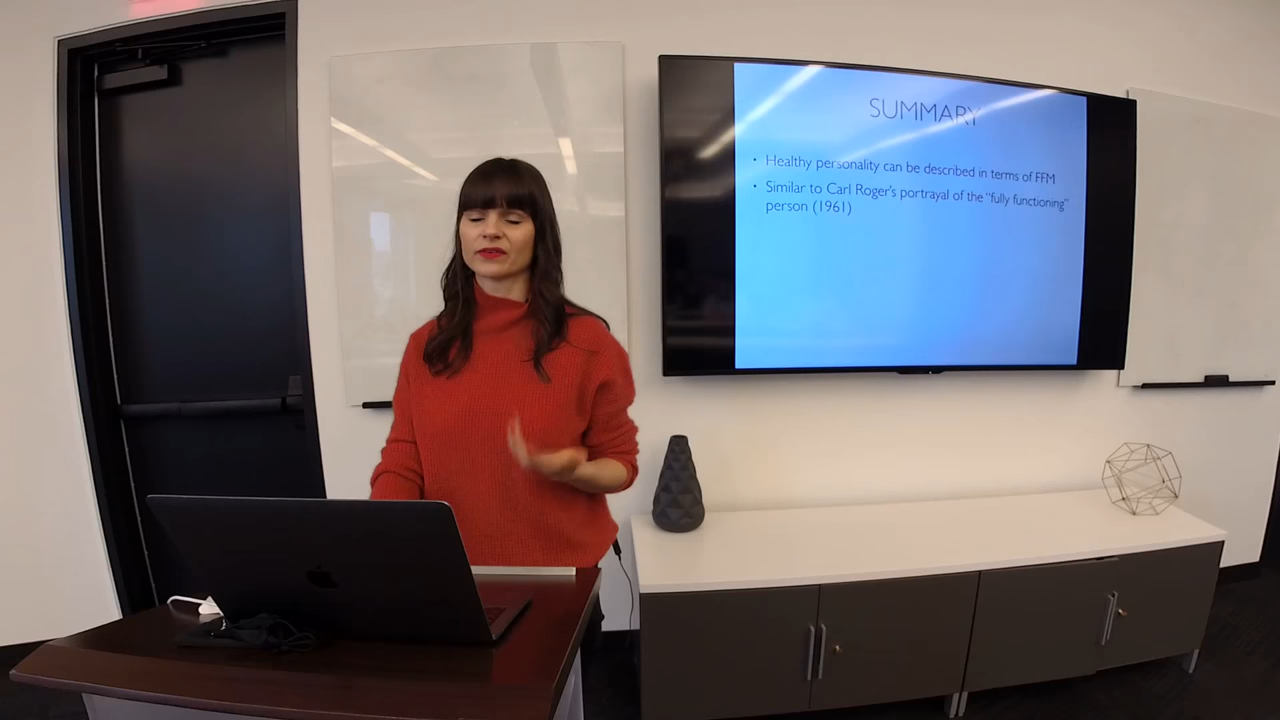 SUMMARY
• Healthy personality can be described in terms of FFM
• Similar to Carl Roger's portrayal of the "fully functioning"
person (1961)